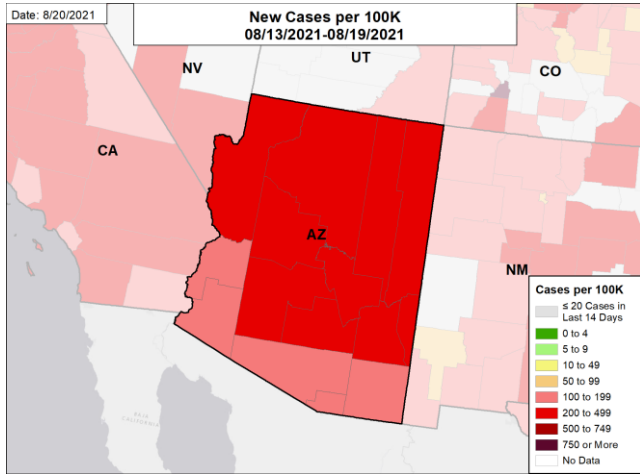 Date: 8/20/2021
New Cases per 100K
08/13/2021-08/19/2021
NV
UT
CO
CA
AZ
NM
BAJA
CALIFORNIA
Cases per 100K
≤ 20 Cases in
Last 14 Days
0 to 4
5 to 9
10 to 49
50 to 99
100 to 199
200 to 499
500 to 749
750 or More
No Data